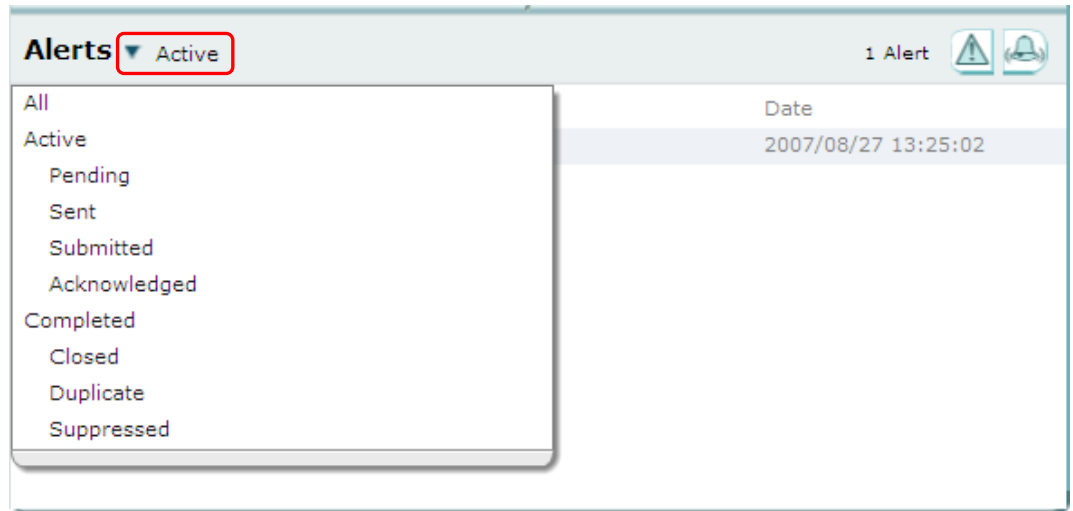 Alerts Active 1 Alert
All Date
Active 2007/08/27 13:25:02
Pending
Sent
Submitted
Acknowledged
Completed
Closed
Duplicate
Suppressed